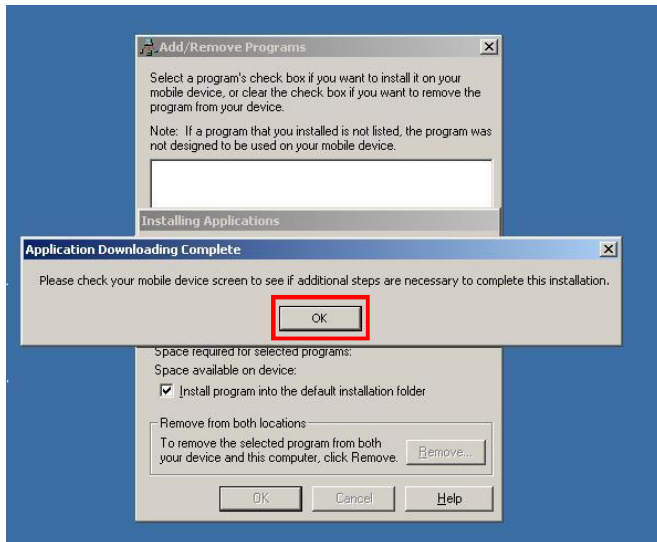 Add/Remove Programs
Select a program's check box if you want to install it on your
mobile device, or clear the check box if you want to remove the
program from your device.
Note: If a program that you installed is not listed, the program was
not designed to be used on your mobile device.
Installing Applications
Application Downloading Complete
Please check your mobile device screen to see if additional steps are necessary to complete this installation.
OK
Space required for selected programs:
Space available on device:
Install program into the default installation folder
Remove from both locations
To remove the selected program from both
your device and this computer, click Remove.
Remove...
OK
Cancel
Help